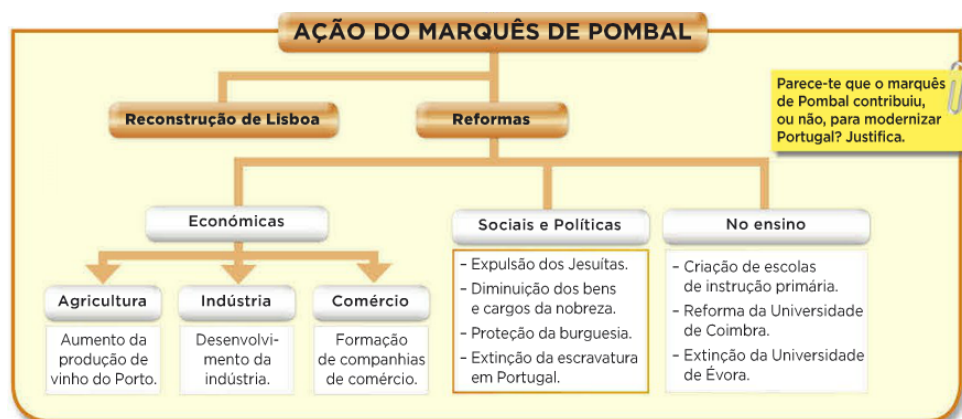 AÇÃO DO MARQUÊS DE POMBAL
Parece-te que o marquês
de Pombal contribuiu,
ou não, para modernizar
Portugal? Justifica.
Reconstrução de Lisboa
Reformas
Económicas
Agricultura
Aumento da
produção de
vinho do Porto.
Indústria
Desenvolvi-
mento da
indústria.
Comércio
Formação
de companhias
de comércio.
Sociais e Políticas
– Expulsão dos Jesuítas.
– Diminuição dos bens
e cargos da nobreza.
– Proteção da burguesia.
– Extinção da escravatura
em Portugal.
No ensino
– Criação de escolas
de instrução primária.
– Reforma da Universidade
de Coimbra.
– Extinção da Universidade
de Évora.